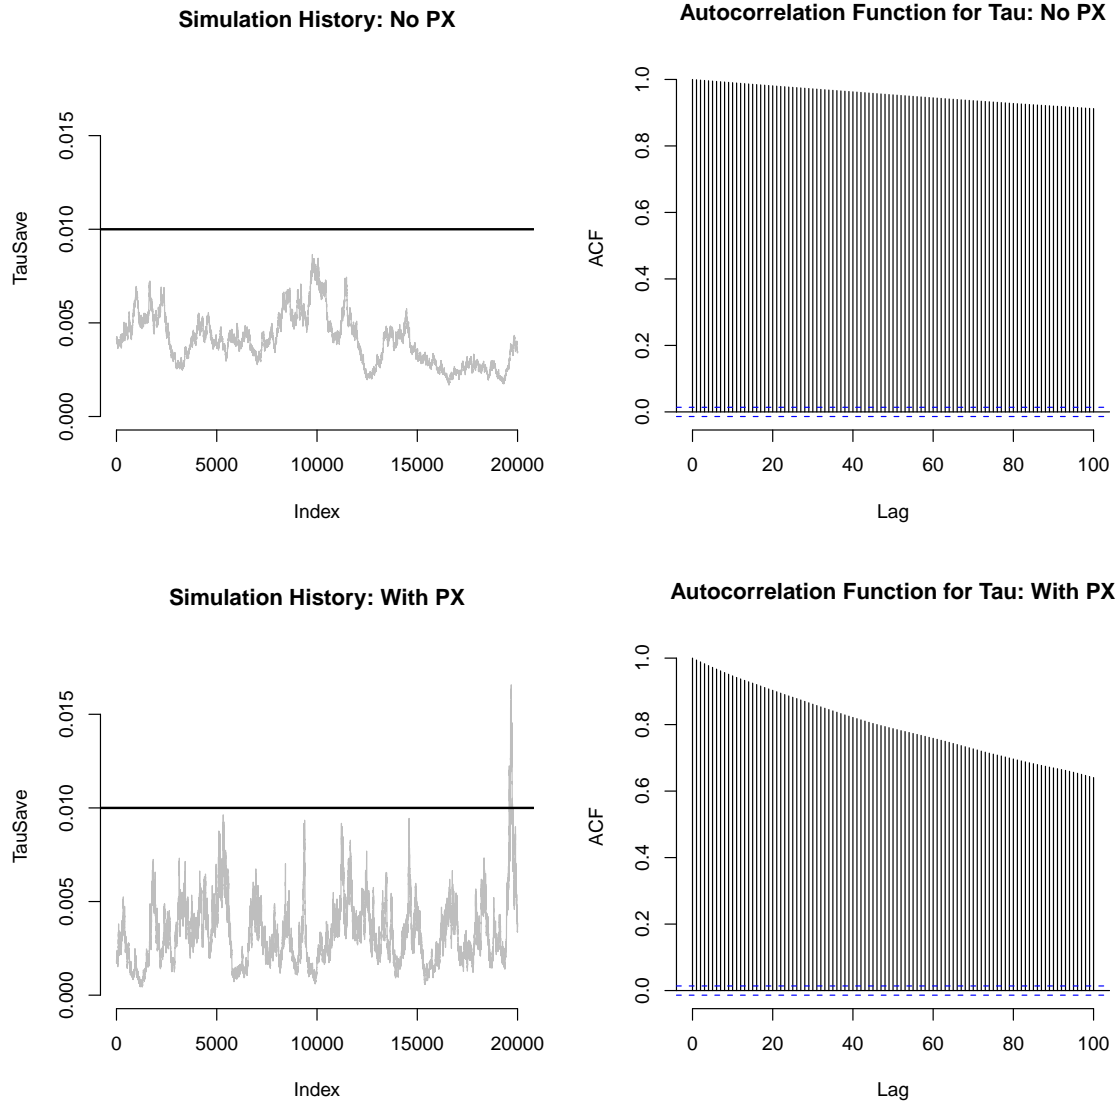 Simulation History: No PX
TauSave
0.015
0.010
0.005
0.000
0 5000 10000 15000 20000
Index
Autocorrelation Function for Tau: No PX
ACF
1.0
0.8
0.6
0.4
0.2
0.0
0 20 40 60 80 100
Lag
Simulation History: With PX
TauSave
0.015
0.010
0.005
0.000
0 5000 10000 15000 20000
Index
Autocorrelation Function for Tau: With PX
ACF
1.0
0.8
0.6
0.4
0.2
0.0
0 20 40 60 80 100
Lag